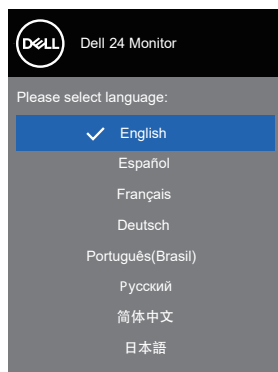 DELL
Dell 24 Monitor
Please select language:
English
Español
Français
Deutsch
Português(Brasil)
Русский
简体中文
日本語